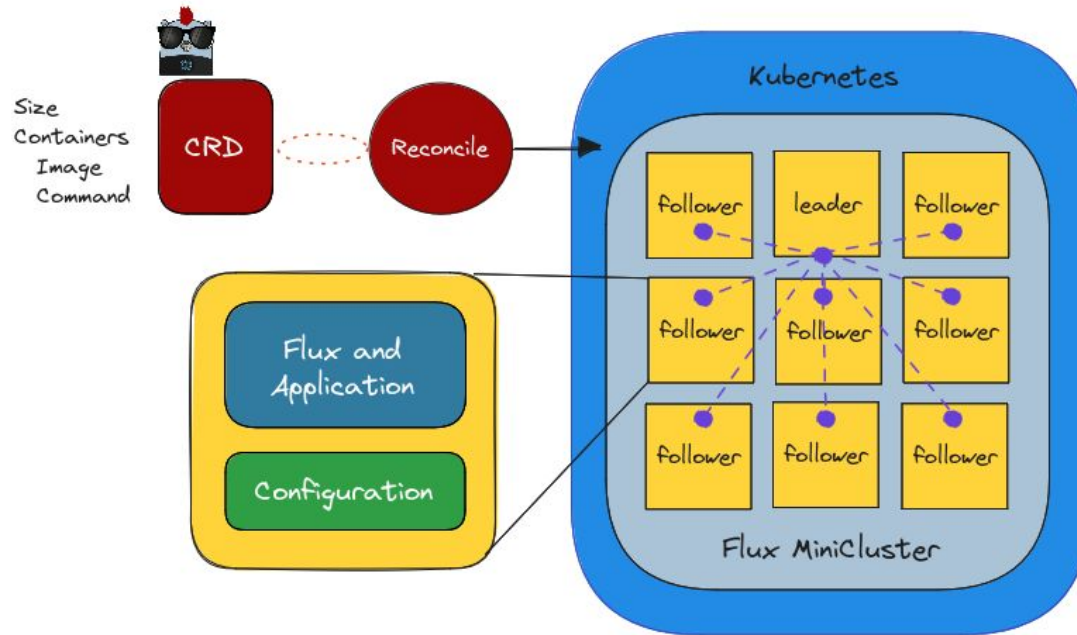 Size
Containers
Image
Command
CRD
Reconcile
Kubernetes
follower
leader
follower
follower
follower
follower
follower
follower
follower
Flux MiniCluster
Flux and
Application
Configuration